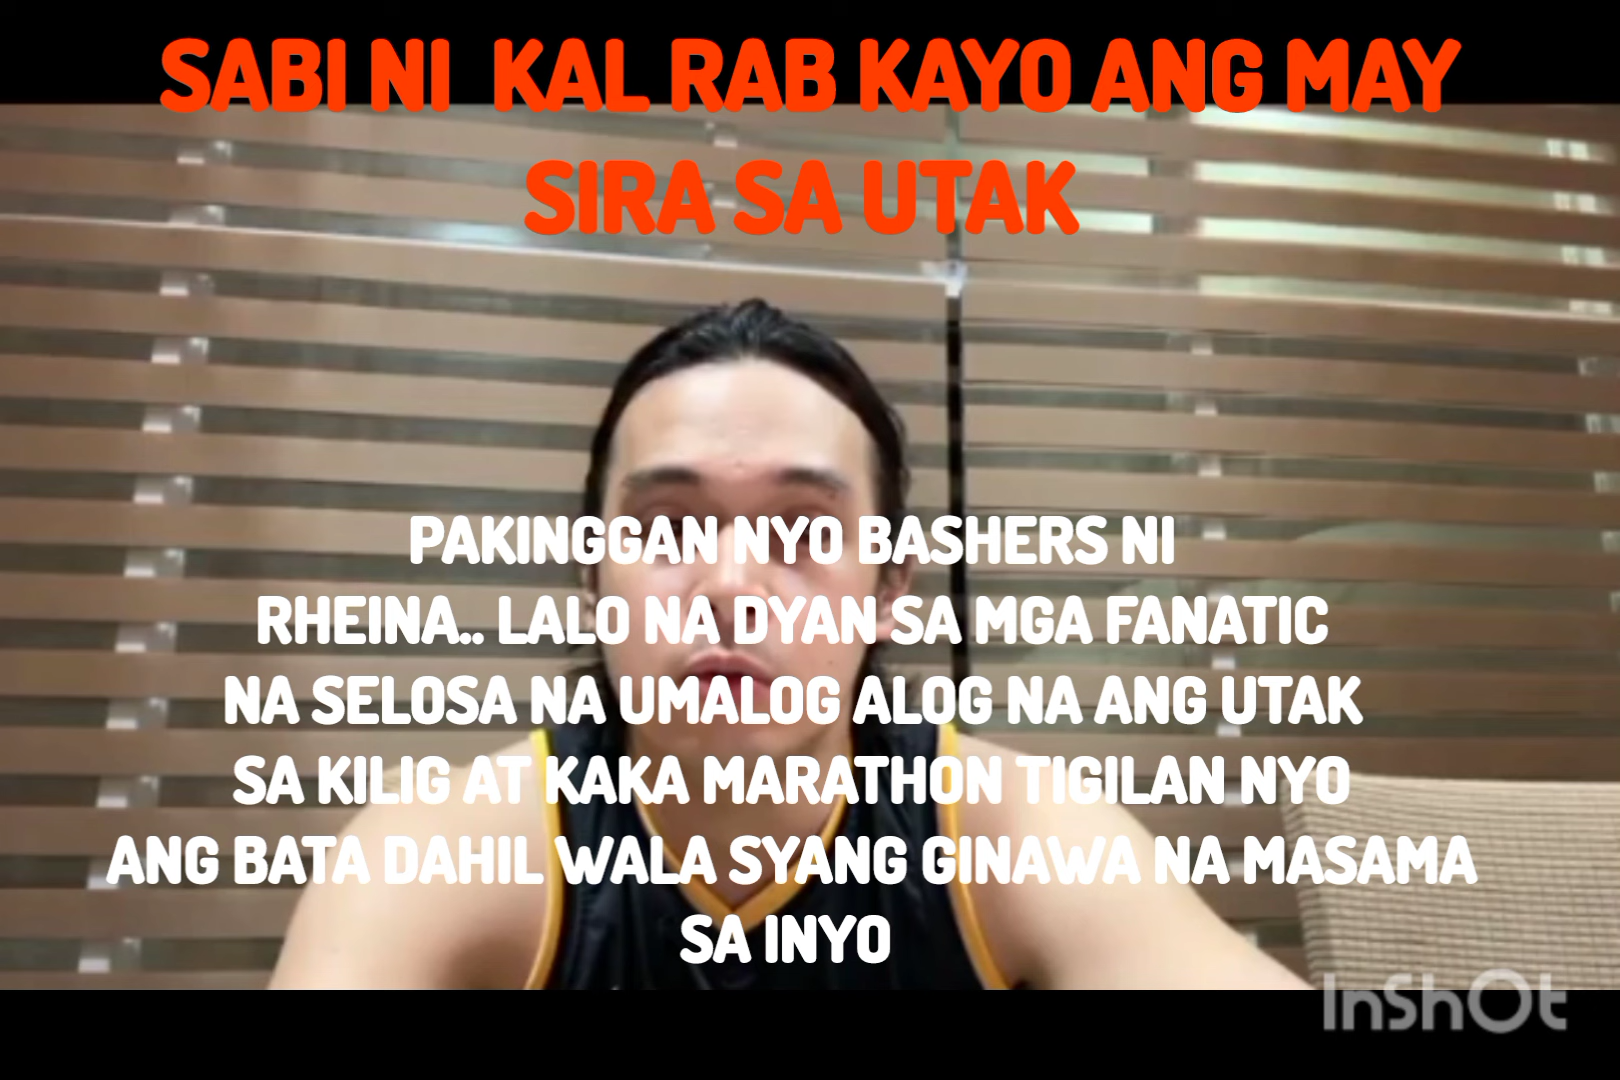 SABI NI KAL RAB KAYO ANG MAY
SIRA SA UTAK
PAKINGGAN NYO BASHERS NI
RHEINA.. LALO NA DYAN SA MGA FANATIC
NA SELOSA NA UMALOG ALOG NA ANG UTAK
SA KILIG AT KAKA MARATHON TIGILAN NYO
ANG BATA DAHIL WALA SYANG GINAWA NA MASAMA
SA INYO
InShOt